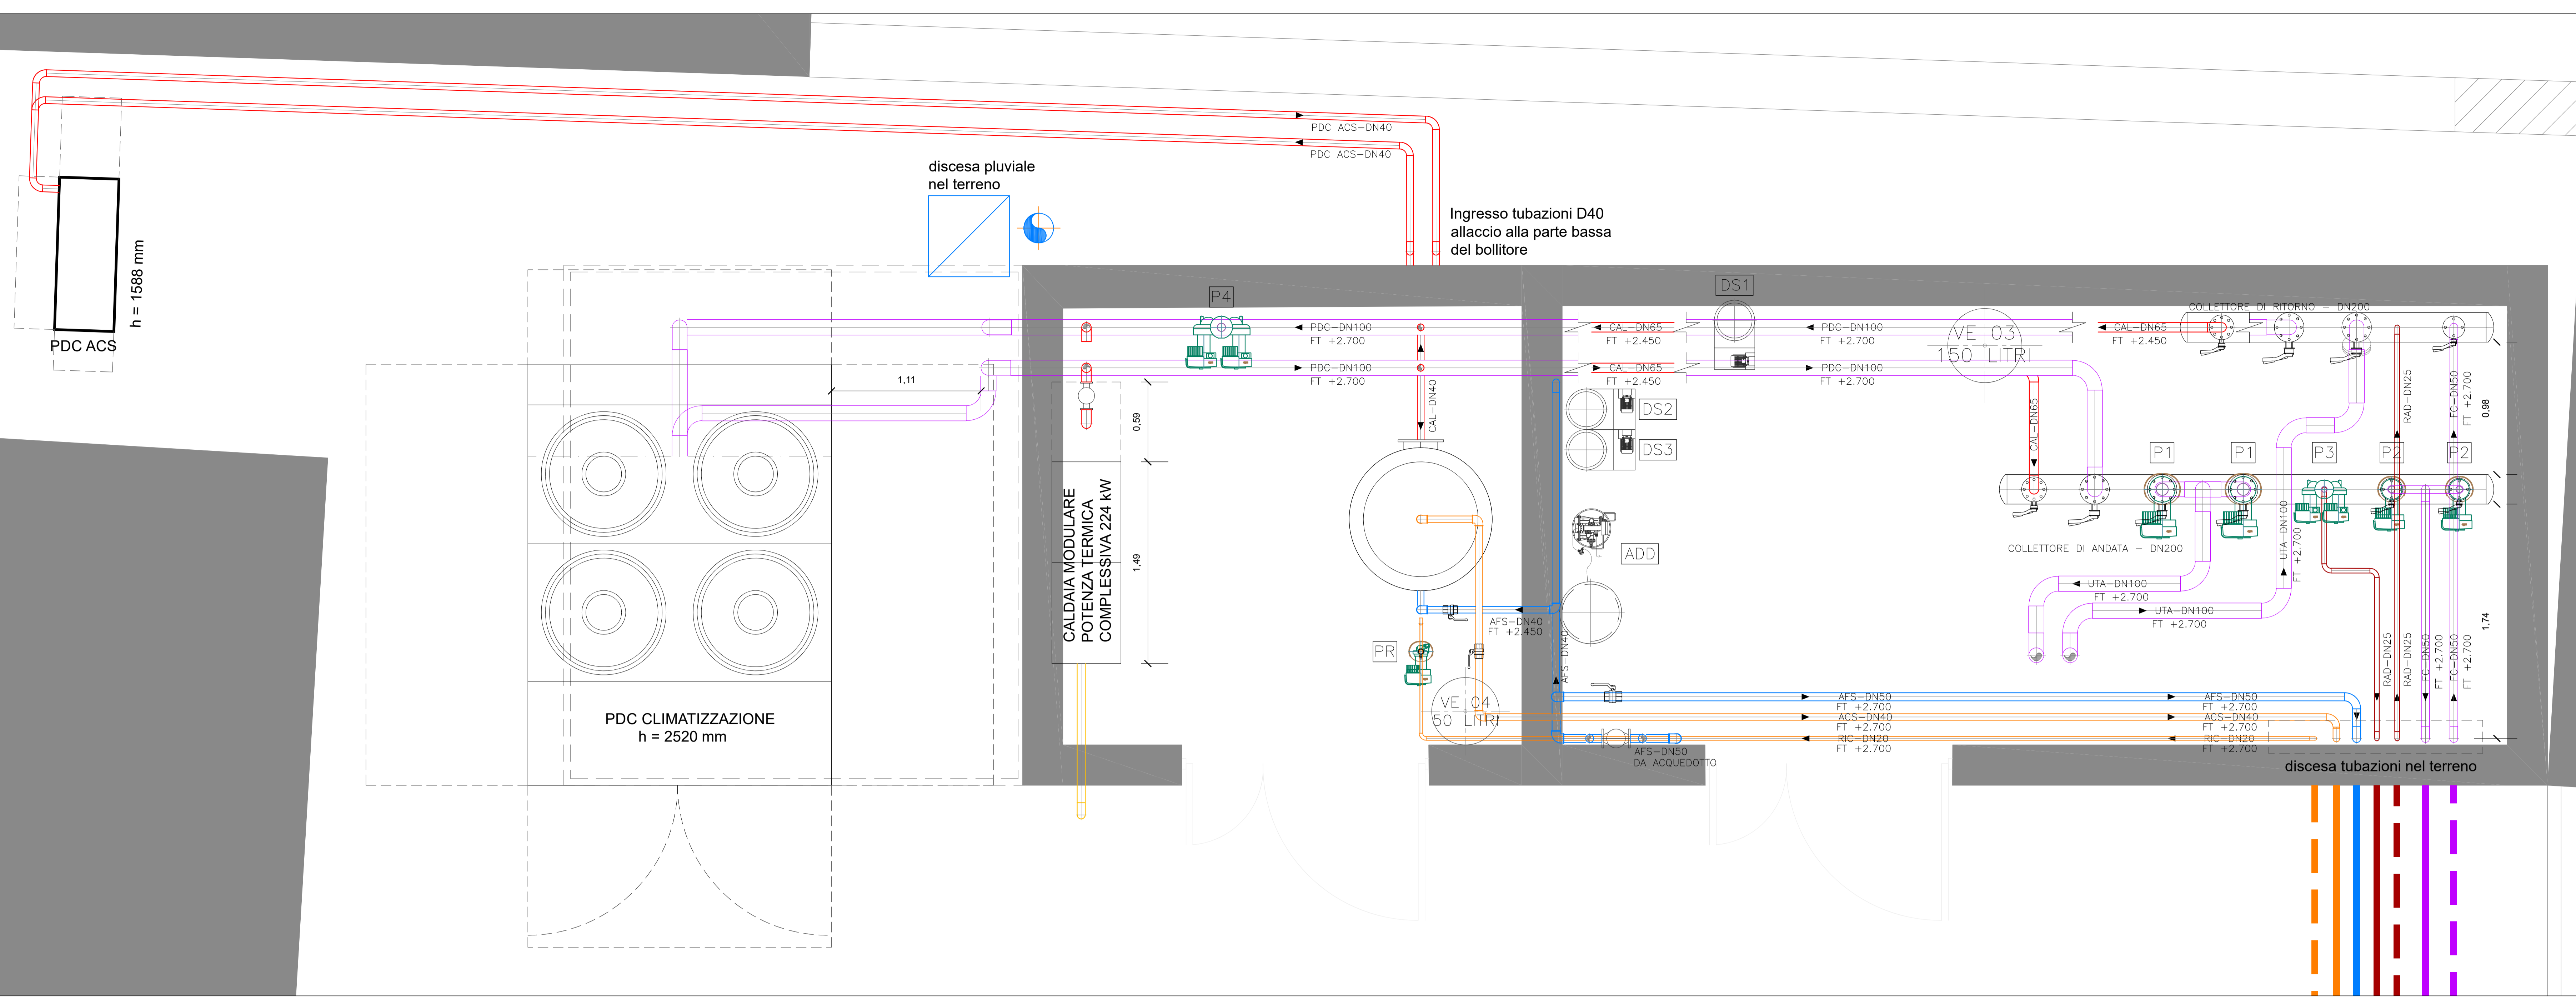 PDC ACS-DN40
PDC ACS-DN40
discesa pluviale
nel terreno
Ingresso tubazioni D40
allaccio alla parte bassa
del bollitore
h = 1588 mm
PDC ACS
P4
DS1
COLLETTORE DI RITORNO - DN200
PDC-DN100
FT +2.700
CAL-DN65
FT +2.450
PDC-DN100
FT +2.700
VE 03
150 LITRI
CAL-DN65
FT +2.450
PDC-DN100
FT +2.700
CAL-DN65
FT +2.450
PDC-DN100
FT +2.700
1,11
0,59
CAL-DN40
DS2
DS3
CAL-DN65
RAD-DN25
FC-DN50
FT +2.700
0,98
P1
P1
P3
P2
P2
CALDAIA MODULARE
POTENZA TERMICA
COMPLESSIVA 224 kW
1,49
ADD
COLLETTORE DI ANDATA - DN200
UTA-DN100
FT +2.700
UTA-DN100
FT +2.700
UTA-DN100
FT +2.700
AFS-DN40
FT +2.450
AFS-DN40
PR
VE 04
50 LITRI
RAD-DN25
RAD-DN25
FC-DN50
FT +2.700
FC-DN50
FT +2.700
1,74
PDC CLIMATIZZAZIONE
h = 2520 mm
AFS-DN50
FT +2.700
ACS-DN40
FT +2.700
RIC-DN20
FT +2.700
AFS-DN50
FT +2.700
ACS-DN40
FT +2.700
RIC-DN20
FT +2.700
AFS-DN50
DA ACQUEDOTTO
discesa tubazioni nel terreno